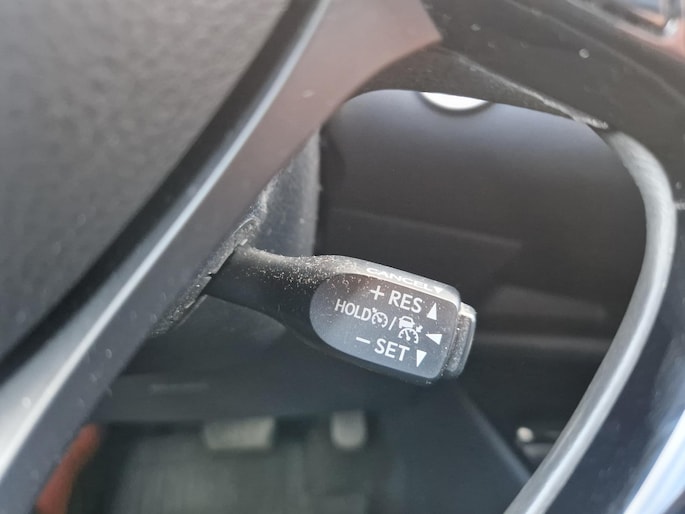 CANCEL
+ RES ▲
HOLD / ◄
− SET ▼